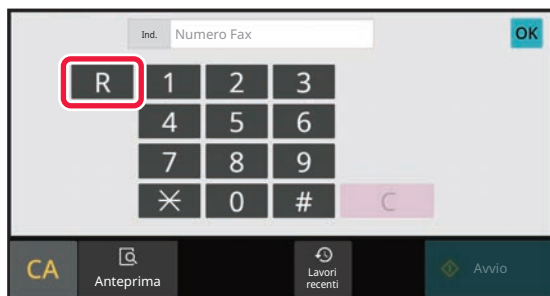 Ind. Numero Fax OK
R 1 2 3
4 5 6
7 8 9
* 0 # C
CA Anteprima Lavori recenti Avvio